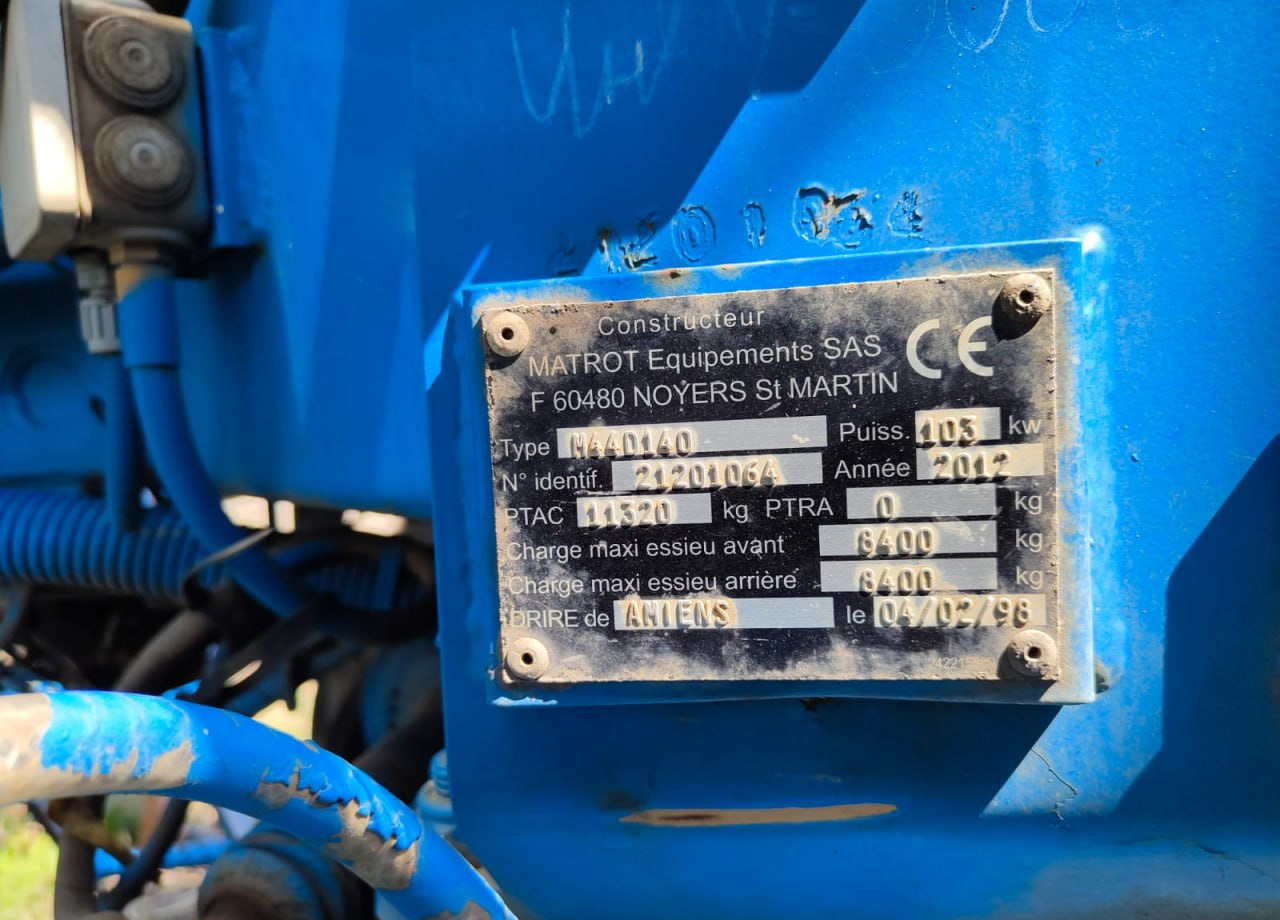 Constructeur
MATROT Equipements SAS CE
F 60480 NOYERS St MARTIN
Type M44D140 Puiss. 103 kw
N° identif. 21201064 Année 2012
PTAC 11320 kg PTRA 0 kg
Charge maxi essieu avant 8400 kg
Charge maxi essieu arrière 8400 kg
DRIRE de AMIENS le 04/02/98